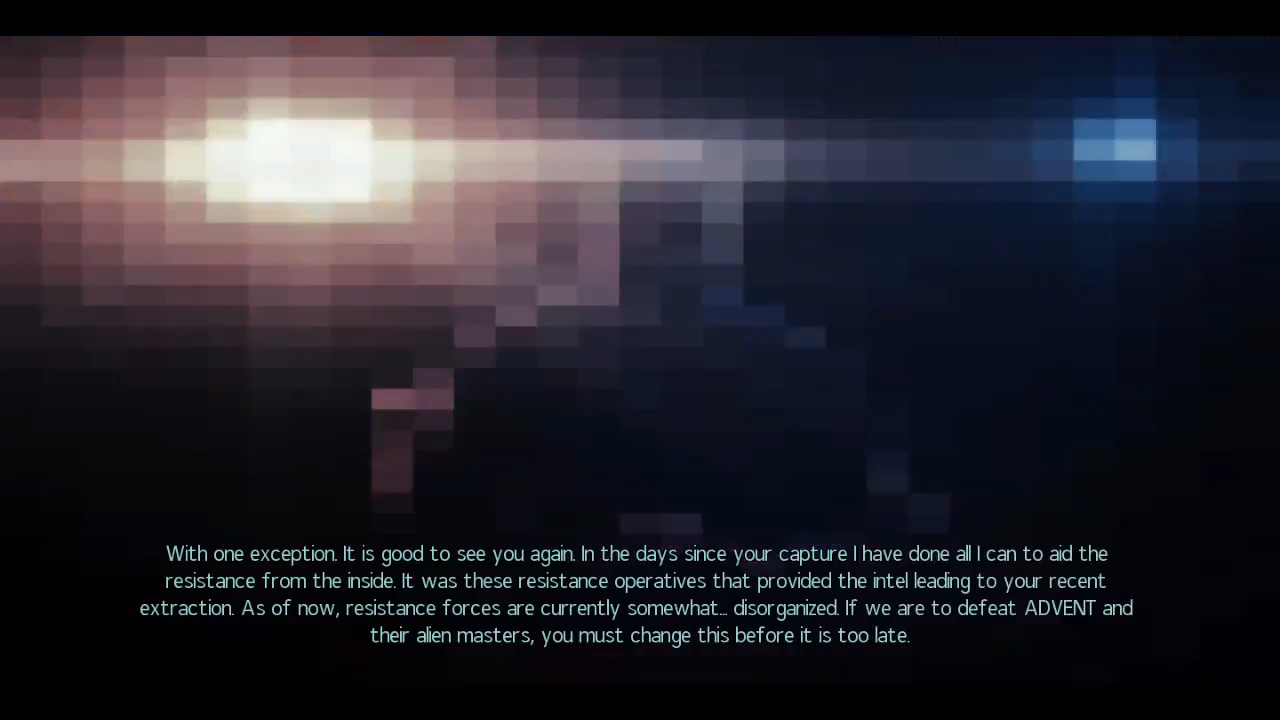 With one exception. It is good to see you again. In the days since your capture I have done all I can to aid the
resistance from the inside. It was these resistance operatives that provided the intel leading to your recent
extraction. As of now, resistance forces are currently somewhat... disorganized. If we are to defeat ADVENT and
their alien masters, you must change this before it is too late.